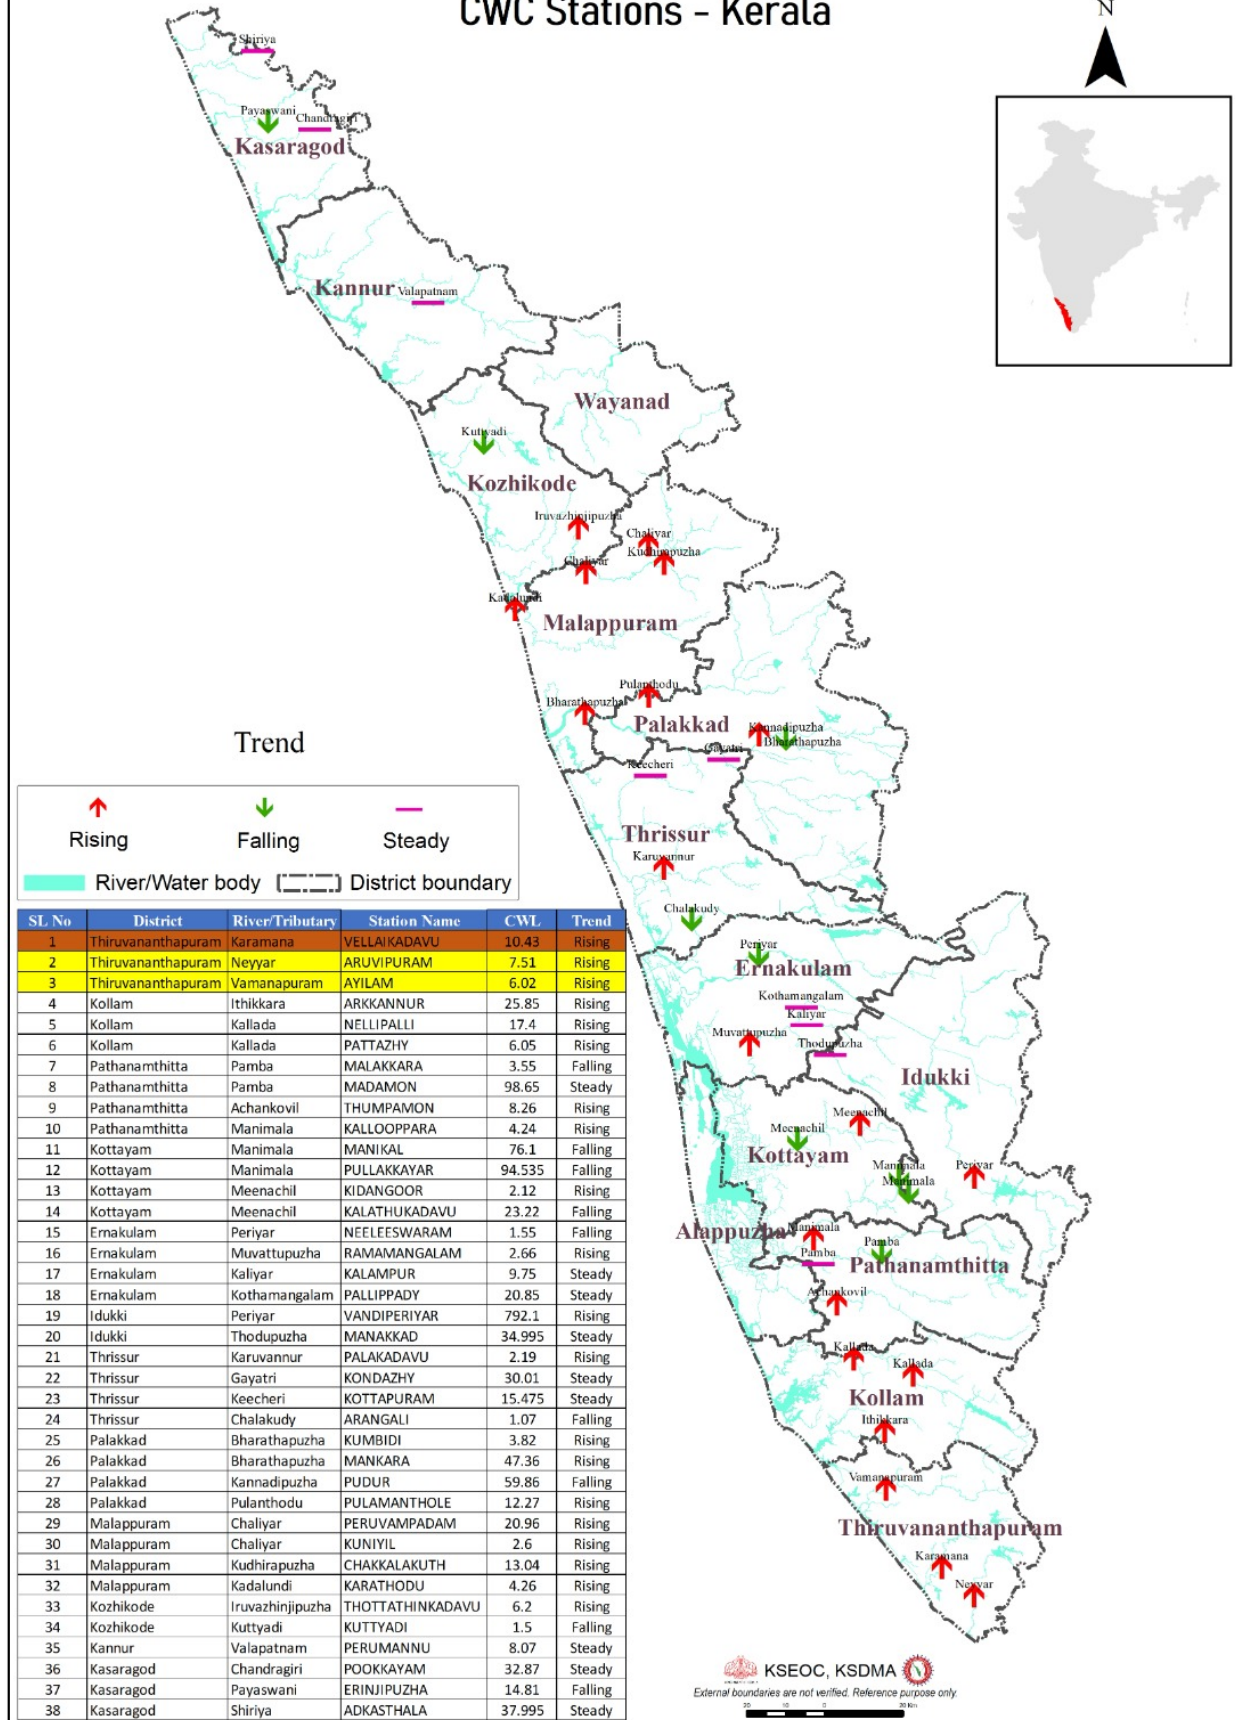 CWC Stations - Kerala
N
Shiriya
Payaswani
Chandragiri
Kasaragod
Kannur
Valapatnam
Wayanad
Kuttyadi
Kozhikode
Iruvazhinjipuzha
Chaliyar
Kudhirapuzha
Chaliyar
Kadalundi
Malappuram
Pulanthodu
Bharathapuzha
Palakkad
Kannadipuzha
Bharathapuzha
Gayatri
Keecheri
Thrissur
Karuvannur
Chalakudy
Periyar
Ernakulam
Kothamangalam
Kaliyar
Muvattupuzha
Thodupuzha
Idukki
Meenachil
Meenachil
Kottayam
Manimala
Manimala
Periyar
Alappuzha
Manimala
Pamba
Pamba
Pathanamthitta
Achankovil
Kallada
Kallada
Kollam
Ithikkara
Vamanapuram
Thiruvananthapuram
Karamana
Neyyar
Trend
Rising Falling Steady
River/Water body District boundary
SL No District River/Tributary Station Name CWL Trend
1 Thiruvananthapuram Karamana VELLAIKADAVU 10.43 Rising
2 Thiruvananthapuram Neyyar ARUVIPURAM 7.51 Rising
3 Thiruvananthapuram Vamanapuram AYILAM 6.02 Rising
4 Kollam Ithikkara ARKKANNUR 25.85 Rising
5 Kollam Kallada NELLIPALLI 17.4 Rising
6 Kollam Kallada PATTAZHY 6.05 Rising
7 Pathanamthitta Pamba MALAKKARA 3.55 Falling
8 Pathanamthitta Pamba MADAMON 98.65 Steady
9 Pathanamthitta Achankovil THUMPAMON 8.26 Rising
10 Pathanamthitta Manimala KALLOOPPARA 4.24 Rising
11 Kottayam Manimala MANIKAL 76.1 Falling
12 Kottayam Manimala PULLAKKAYAR 94.535 Falling
13 Kottayam Meenachil KIDANGOOR 2.12 Rising
14 Kottayam Meenachil KALATHUKADAVU 23.22 Falling
15 Ernakulam Periyar NEELEESWARAM 1.55 Falling
16 Ernakulam Muvattupuzha RAMAMANGALAM 2.66 Rising
17 Ernakulam Kaliyar KALAMPUR 9.75 Steady
18 Ernakulam Kothamangalam PALLIPPADY 20.85 Steady
19 Idukki Periyar VANDIPERIYAR 792.1 Rising
20 Idukki Thodupuzha MANAKKAD 34.995 Steady
21 Thrissur Karuvannur PALAKADAVU 2.19 Rising
22 Thrissur Gayatri KONDAZHY 30.01 Steady
23 Thrissur Keecheri KOTTAPURAM 15.475 Steady
24 Thrissur Chalakudy ARANGALI 1.07 Falling
25 Palakkad Bharathapuzha KUMBIDI 3.82 Rising
26 Palakkad Bharathapuzha MANKARA 47.36 Rising
27 Palakkad Kannadipuzha PUDUR 59.86 Falling
28 Palakkad Pulanthodu PULAMANTHOLE 12.27 Rising
29 Malappuram Chaliyar PERUVAMPADAM 20.96 Rising
30 Malappuram Chaliyar KUNIYIL 2.6 Rising
31 Malappuram Kudhirapuzha CHAKKALAKUTH 13.04 Rising
32 Malappuram Kadalundi KARATHODU 4.26 Rising
33 Kozhikode Iruvazhinjipuzha THOTTATHINKADAVU 6.2 Rising
34 Kozhikode Kuttyadi KUTTYADI 1.5 Falling
35 Kannur Valapatnam PERUMANNU 8.07 Steady
36 Kasaragod Chandragiri POOKKAYAM 32.87 Steady
37 Kasaragod Payaswani ERINJIPUZHA 14.81 Falling
38 Kasaragod Shiriya ADKASTHALA 37.995 Steady
KSEOC, KSDMA
External boundaries are not verified. Reference purpose only.
20 10 0 20 Km